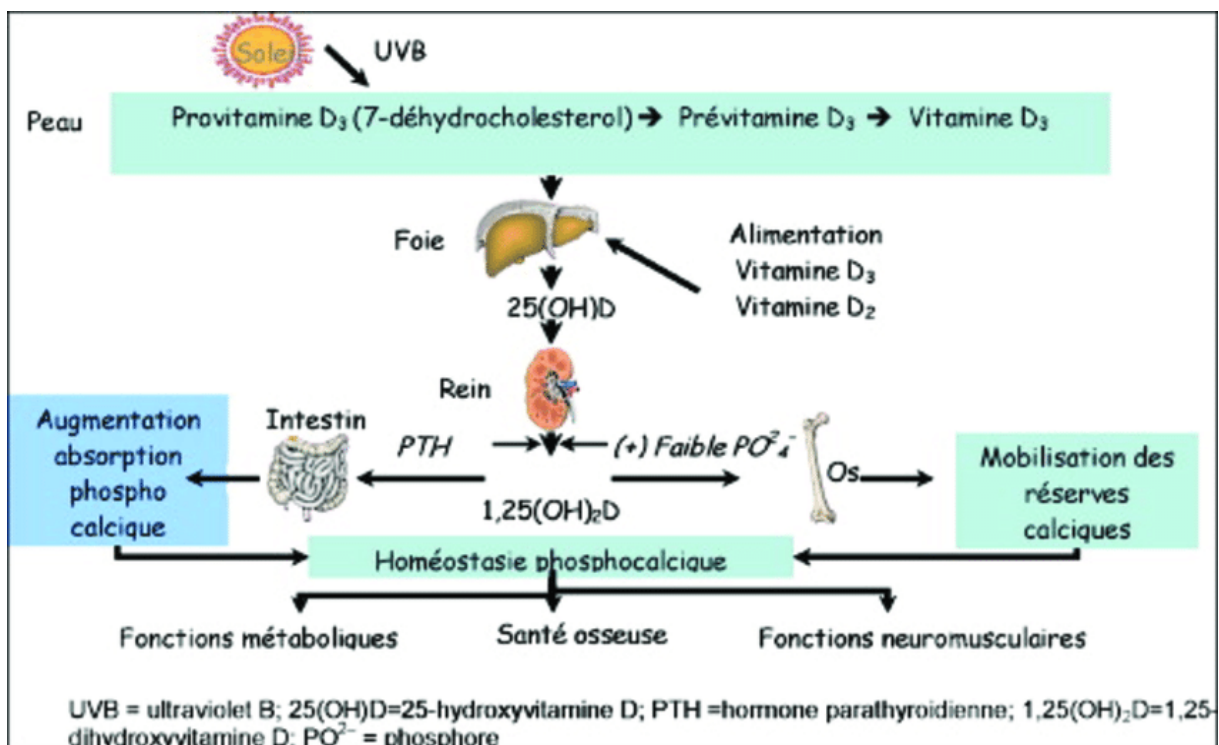 Soleil
UVB
Peau
Provitamine D₃ (7-déhydrocholesterol) → Prévitamine D₃ → Vitamine D₃
Foie
Alimentation
Vitamine D₃
Vitamine D₂
25(OH)D
Rein
Augmentation
absorption
phospho
calcique
Intestin
PTH
(+) Faible PO₄²⁻
Os
Mobilisation des
réserves
calciques
1,25(OH)₂D
Homéostasie phosphocalcique
Fonctions métaboliques
Santé osseuse
Fonctions neuromusculaires
UVB = ultraviolet B; 25(OH)D=25-hydroxyvitamine D; PTH =hormone parathyroidienne; 1,25(OH)₂D=1,25-
dihydroxyvitamine D; PO²⁻ = phosphore